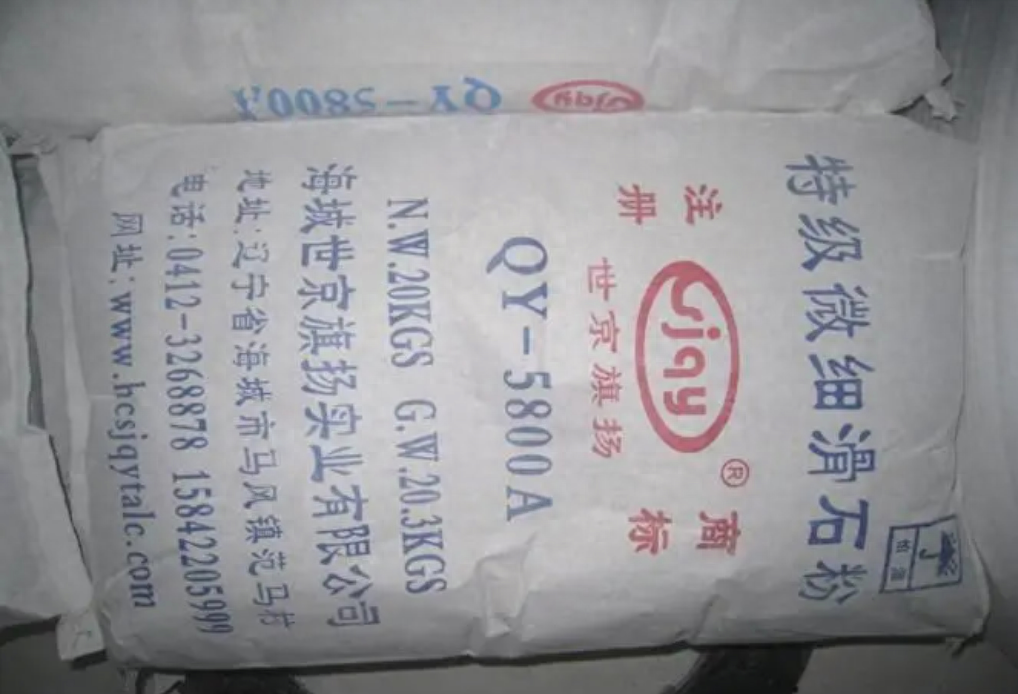 特级微细滑石粉
注册 商标
sjqy ®
世京旗扬
QY-5800A
N.W.20KGS G.W.20.3KGS
海城世京旗扬实业有限公司
地址:辽宁省海城市马风镇范马村
电话:0412-3268878 15842205999
网址:www.hcsjqytalc.com
sjqy
QY-5800A